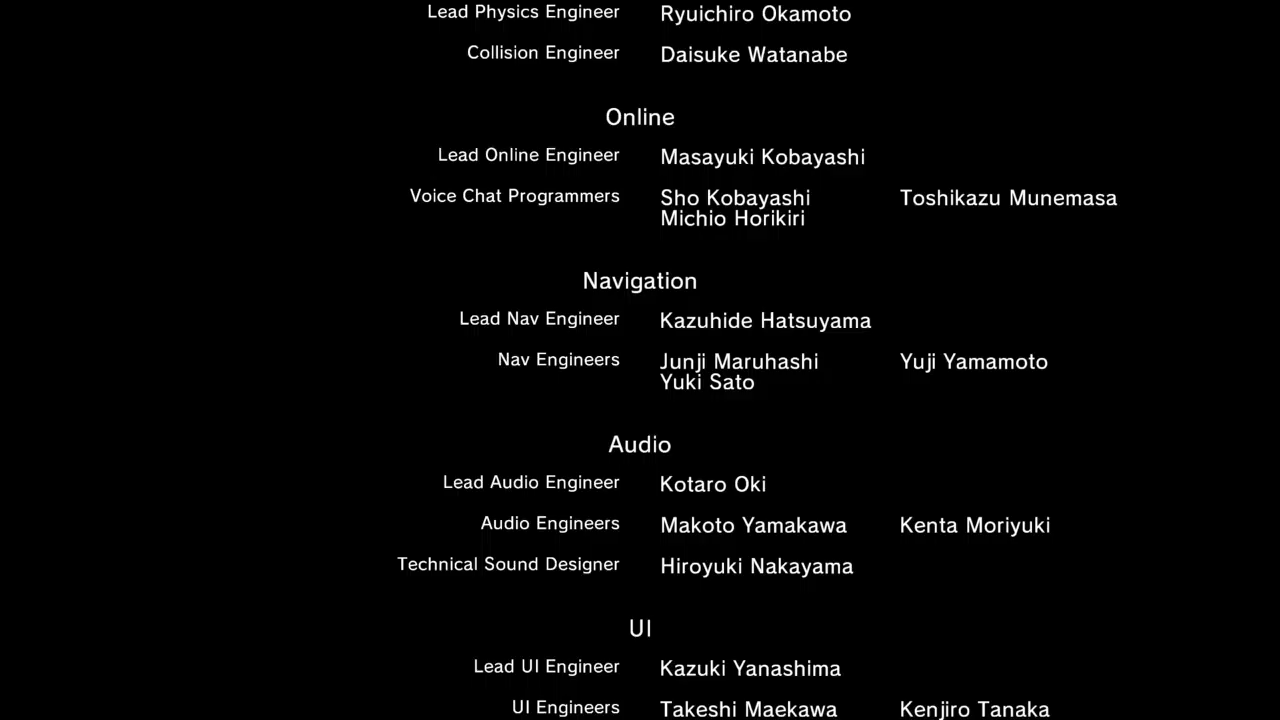 Lead Physics Engineer Ryuichiro Okamoto
Collision Engineer Daisuke Watanabe
Online
Lead Online Engineer Masayuki Kobayashi
Voice Chat Programmers Sho Kobayashi Toshikazu Munemasa
Michio Horikiri
Navigation
Lead Nav Engineer Kazuhide Hatsuyama
Nav Engineers Junji Maruhashi Yuji Yamamoto
Yuki Sato
Audio
Lead Audio Engineer Kotaro Oki
Audio Engineers Makoto Yamakawa Kenta Moriyuki
Technical Sound Designer Hiroyuki Nakayama
UI
Lead UI Engineer Kazuki Yanashima
UI Engineers Takeshi Maekawa Kenjiro Tanaka